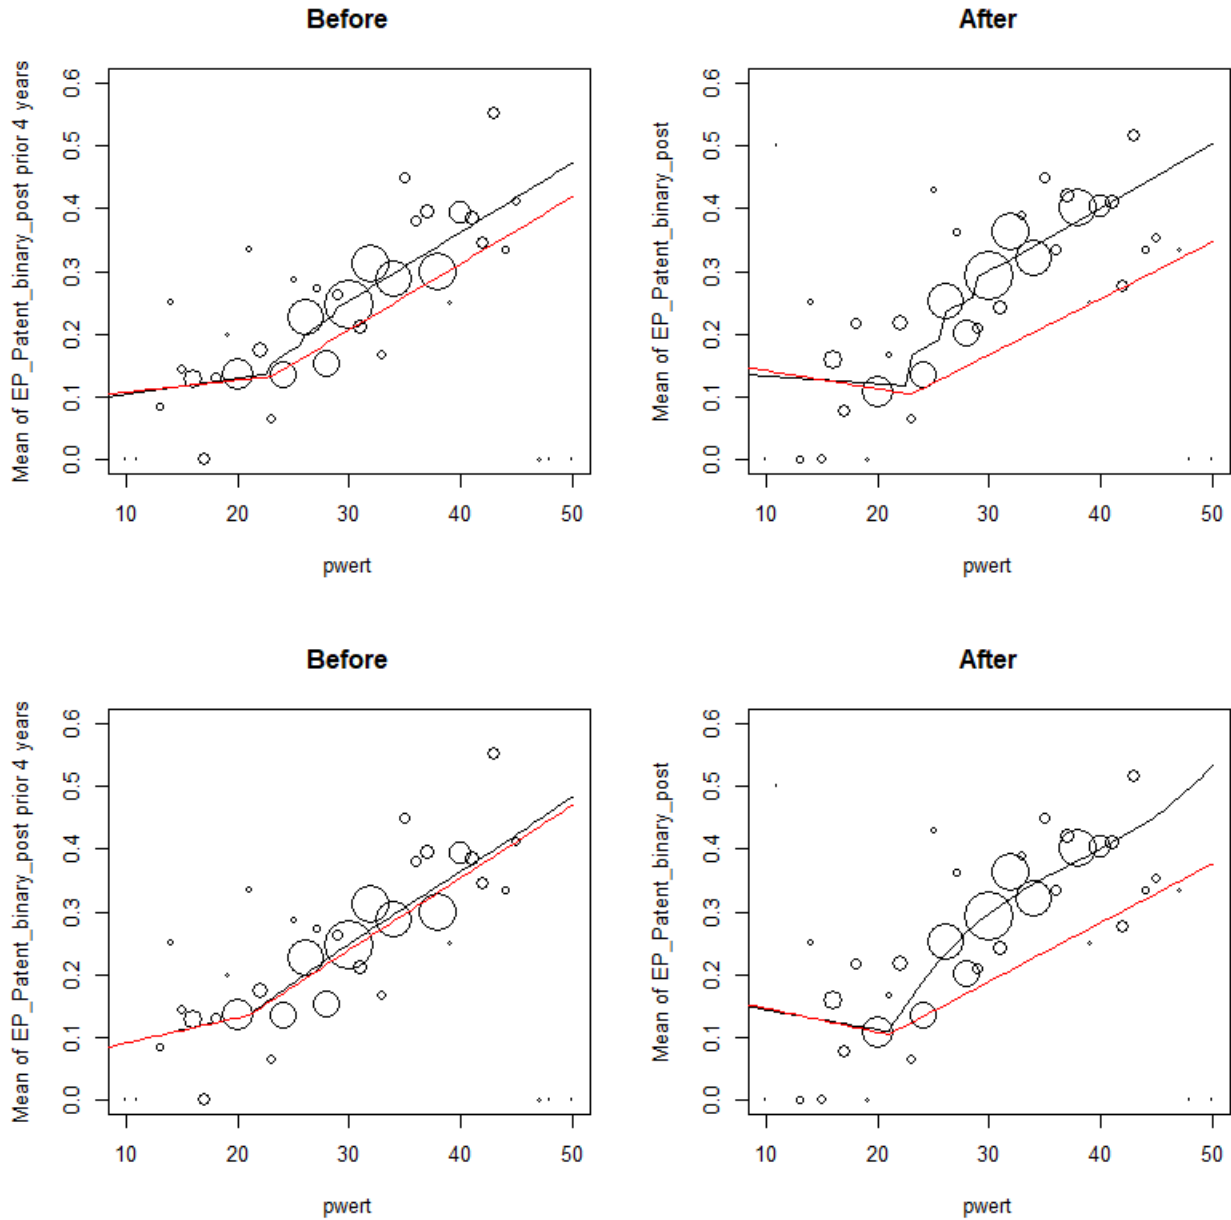 Before
After
Mean of EP_Patent_binary_post prior 4 years
0.0 0.1 0.2 0.3 0.4 0.5 0.6
10 20 30 40 50
pwert
Mean of EP_Patent_binary_post
0.0 0.1 0.2 0.3 0.4 0.5 0.6
10 20 30 40 50
pwert
Before
After
Mean of EP_Patent_binary_post prior 4 years
0.0 0.1 0.2 0.3 0.4 0.5 0.6
10 20 30 40 50
pwert
Mean of EP_Patent_binary_post
0.0 0.1 0.2 0.3 0.4 0.5 0.6
10 20 30 40 50
pwert